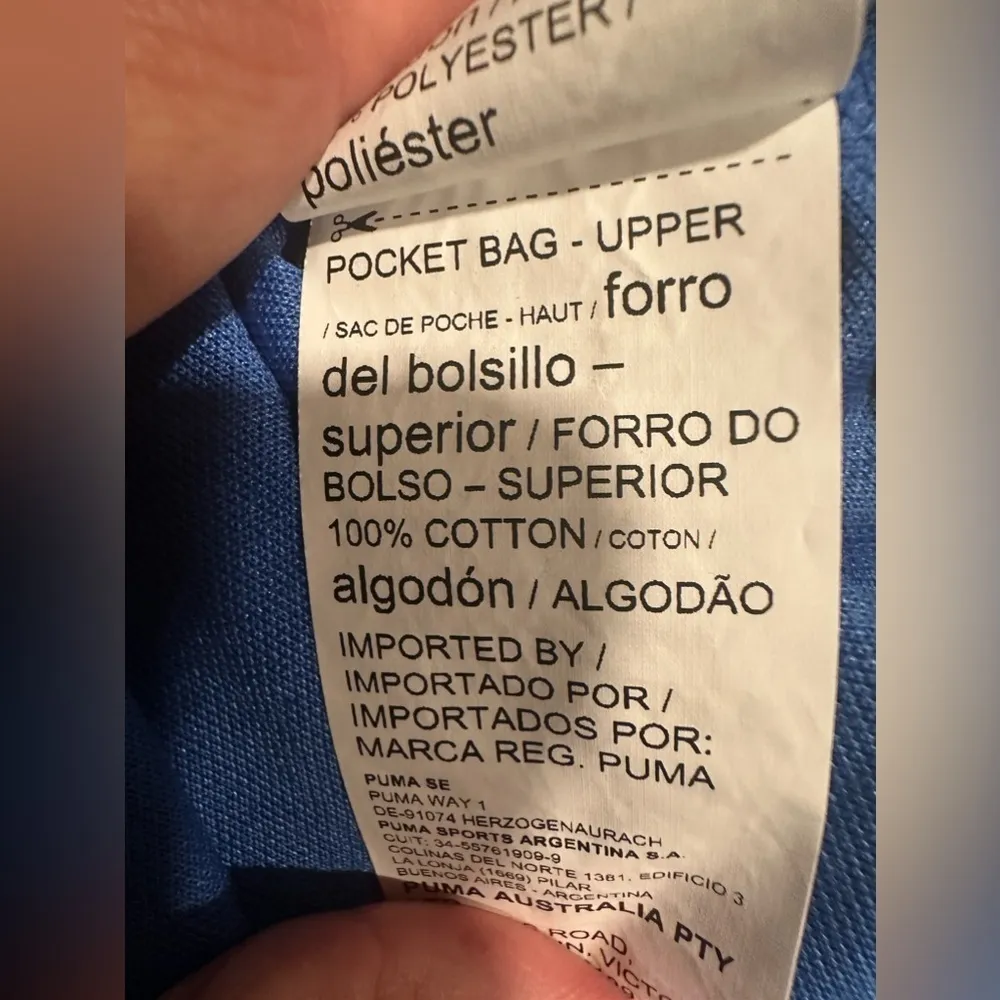 POLYESTER /
poliéster
POCKET BAG - UPPER
/ SAC DE POCHE - HAUT / forro
del bolsillo –
superior / FORRO DO
BOLSO – SUPERIOR
100% COTTON / COTON /
algodón / ALGODÃO
IMPORTED BY /
IMPORTADO POR /
IMPORTADOS POR:
MARCA REG. PUMA
PUMA SE
PUMA WAY 1
DE-91074 HERZOGENAURACH
PUMA SPORTS ARGENTINA S.A.
CUIT: 34-55761909-9
COLINAS DEL NORTE 1381. EDIFICIO 3
LA LONJA (1669) PILAR
BUENOS AIRES - ARGENTINA
PUMA AUSTRALIA PTY
ROAD,